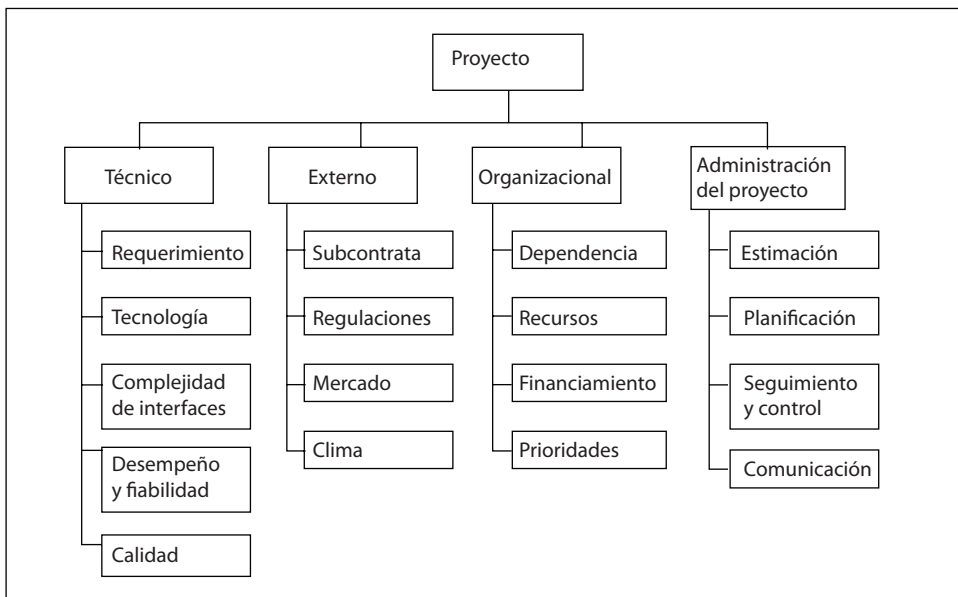 Proyecto
Técnico
Requerimiento
Tecnología
Complejidad
de interfaces
Desempeño
y fiabilidad
Calidad
Externo
Subcontrata
Regulaciones
Mercado
Clima
Organizacional
Dependencia
Recursos
Financiamiento
Prioridades
Administración
del proyecto
Estimación
Planificación
Seguimiento
y control
Comunicación